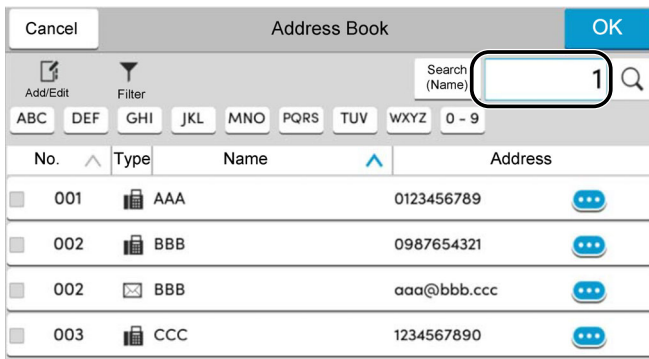 Cancel Address Book OK
Add/Edit Filter Search (Name) 1
ABC DEF GHI JKL MNO PQRS TUV WXYZ 0 - 9
No. Type Name Address
001 AAA 0123456789
002 BBB 0987654321
002 BBB aaa@bbb.ccc
003 CCC 1234567890